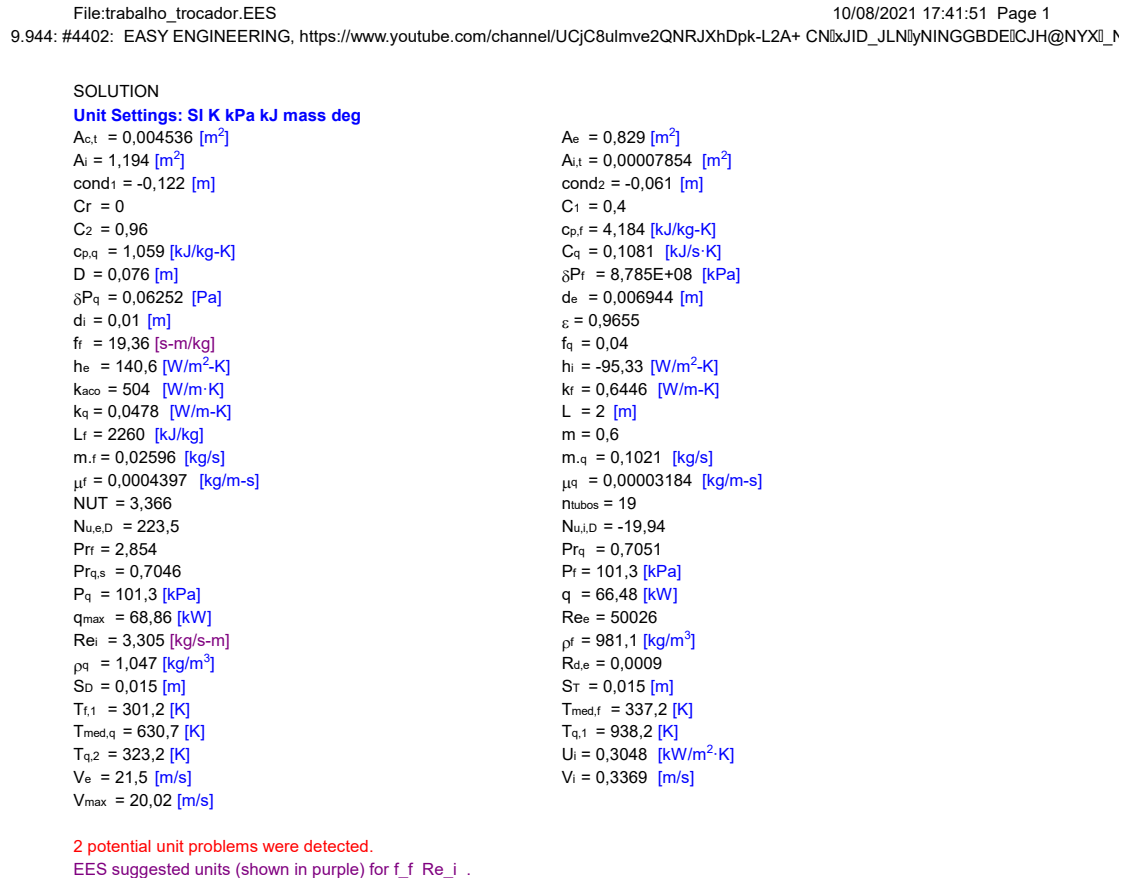 File:trabalho_trocador.EES 10/08/2021 17:41:51 Page 1
9.944: #4402: EASY ENGINEERING, https://www.youtube.com/channel/
SOLUTION
Unit Settings: SI K kPa kJ mass deg
Ac,t = 0,004536 [m2] Ae = 0,829 [m2]
Ai = 1,194 [m2] Ai,t = 0,00007854 [m2]
cond1 = -0,122 [m] cond2 = -0,061 [m]
Cr = 0 C1 = 0,4
C2 = 0,96 cp,f = 4,184 [kJ/kg-K]
cp,q = 1,059 [kJ/kg-K] Cq = 0,1081 [kJ/s·K]
D = 0,076 [m] δPf = 8,785E+08 [kPa]
δPq = 0,06252 [Pa] de = 0,006944 [m]
di = 0,01 [m] ε = 0,9655
ff = 19,36 [s-m/kg] fq = 0,04
he = 140,6 [W/m2-K] hi = -95,33 [W/m2-K]
kaco = 504 [W/m·K] kf = 0,6446 [W/m-K]
kq = 0,0478 [W/m-K] L = 2 [m]
Lf = 2260 [kJ/kg] m = 0,6
m.f = 0,02596 [kg/s] m.q = 0,1021 [kg/s]
μf = 0,0004397 [kg/m-s] μq = 0,00003184 [kg/m-s]
NUT = 3,366 ntubos = 19
Nu,e,D = 223,5 Nu,i,D = -19,94
Prf = 2,854 Prq = 0,7051
Prq,s = 0,7046 Pf = 101,3 [kPa]
Pq = 101,3 [kPa] q = 66,48 [kW]
qmax = 68,86 [kW] Ree = 50026
Rei = 3,305 [kg/s-m] ρf = 981,1 [kg/m3]
ρq = 1,047 [kg/m3] Rd,e = 0,0009
SD = 0,015 [m] ST = 0,015 [m]
Tf,1 = 301,2 [K] Tmed,f = 337,2 [K]
Tmed,q = 630,7 [K] Tq,1 = 938,2 [K]
Tq,2 = 323,2 [K] Ui = 0,3048 [kW/m2·K]
Ve = 21,5 [m/s] Vi = 0,3369 [m/s]
Vmax = 20,02 [m/s]
2 potential unit problems were detected.
EES suggested units (shown in purple) for f_f Re_i .